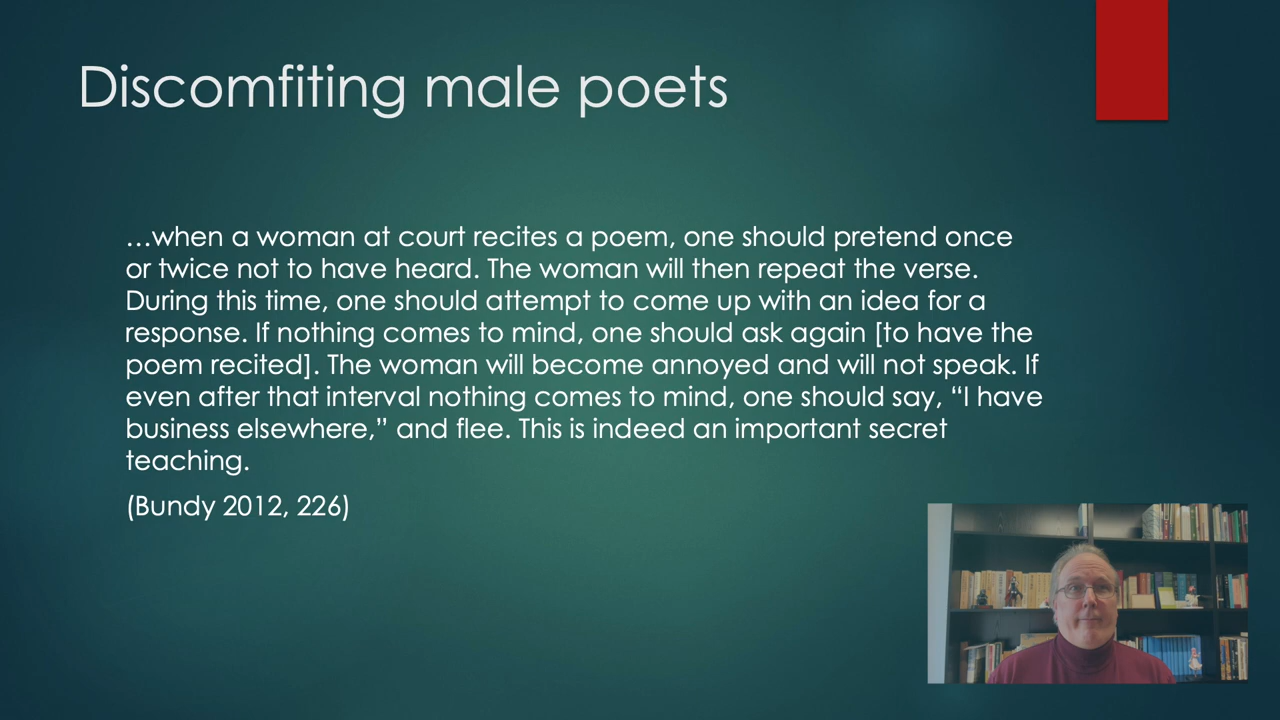 Discomfiting male poets
…when a woman at court recites a poem, one should pretend once
or twice not to have heard. The woman will then repeat the verse.
During this time, one should attempt to come up with an idea for a
response. If nothing comes to mind, one should ask again [to have the
poem recited]. The woman will become annoyed and will not speak. If
even after that interval nothing comes to mind, one should say, “I have
business elsewhere,” and flee. This is indeed an important secret
teaching.
(Bundy 2012, 226)